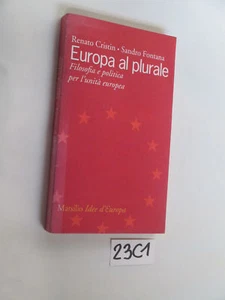 Renato Cristin • Sandro Fontana
Europa al plurale
Filosofia e politica
per l'unità europea
Marsilio Idee d'Europa
23C1